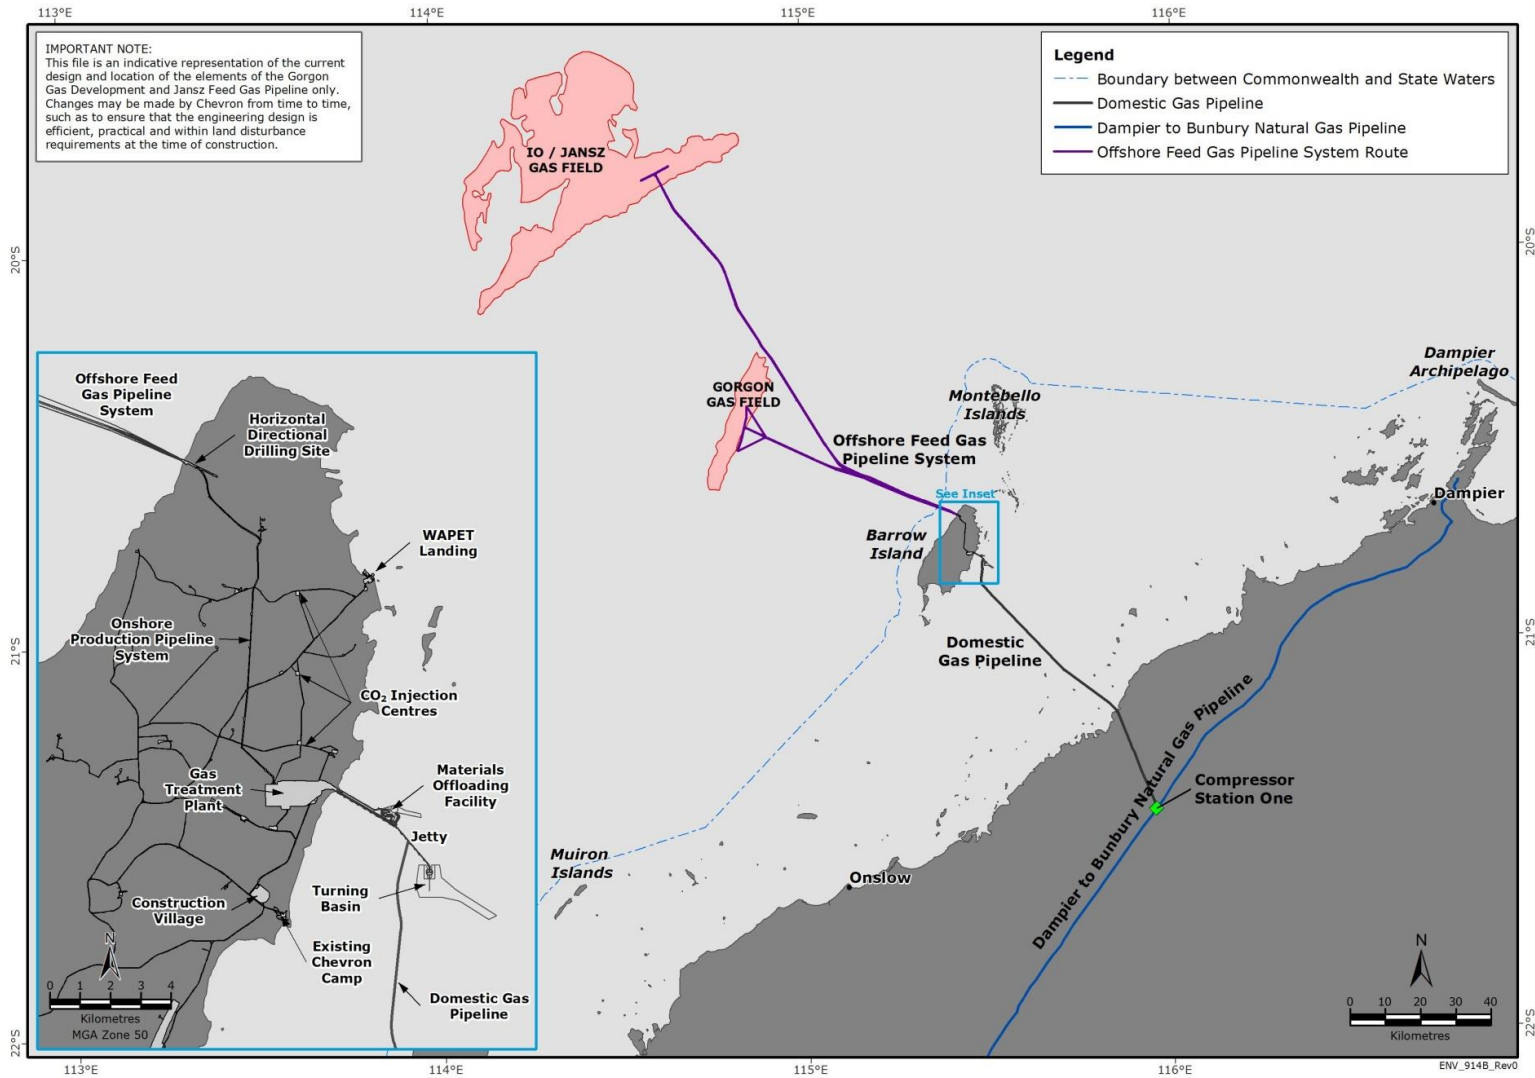 113°E
114°E
115°E
116°E
IMPORTANT NOTE:
This file is an indicative representation of the current
design and location of the elements of the Gorgon
Gas Development and Jansz Feed Gas Pipeline only.
Changes may be made by Chevron from time to time,
such as to ensure that the engineering design is
efficient, practical and within land disturbance
requirements at the time of construction.
Legend
Boundary between Commonwealth and State Waters
Domestic Gas Pipeline
Dampier to Bunbury Natural Gas Pipeline
Offshore Feed Gas Pipeline System Route
IO / JANSZ
GAS FIELD
20°S
20°S
GORGON
GAS FIELD
Montebello
Islands
Dampier
Archipelago
Offshore Feed Gas
Pipeline System
See Inset
Barrow
Island
Dampier
Domestic
Gas Pipeline
21°S
21°S
Dampier to Bunbury Natural Gas Pipeline
Compressor
Station One
Muiron
Islands
Onslow
Offshore Feed
Gas Pipeline
System
Horizontal
Directional
Drilling Site
WAPET
Landing
Onshore
Production Pipeline
System
CO₂ Injection
Centres
Gas
Treatment
Plant
Materials
Offloading
Facility
Jetty
Turning
Basin
Construction
Village
Existing
Chevron
Camp
Domestic Gas
Pipeline
N
0 1 2 3 4
Kilometres
MGA Zone 50
N
0 10 20 30 40
Kilometres
22°S
22°S
113°E
114°E
115°E
116°E
ENV_914B_Rev0